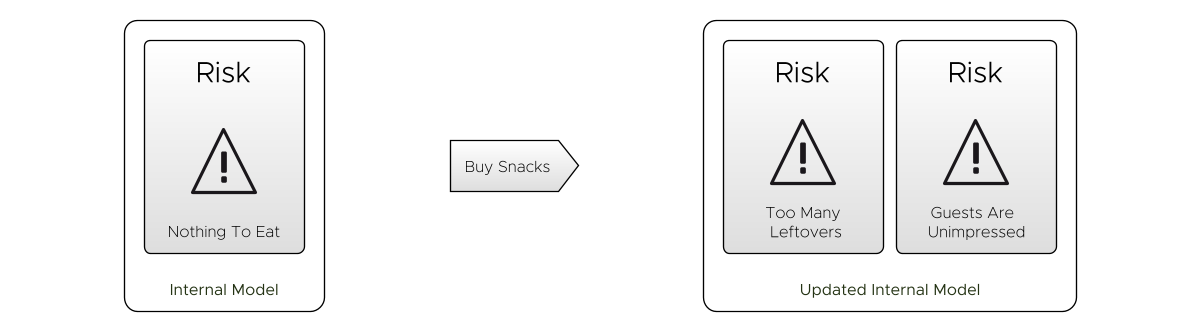 Risk
Nothing To Eat
Internal Model
Buy Snacks
Risk
Too Many
Leftovers
Risk
Guests Are
Unimpressed
Updated Internal Model